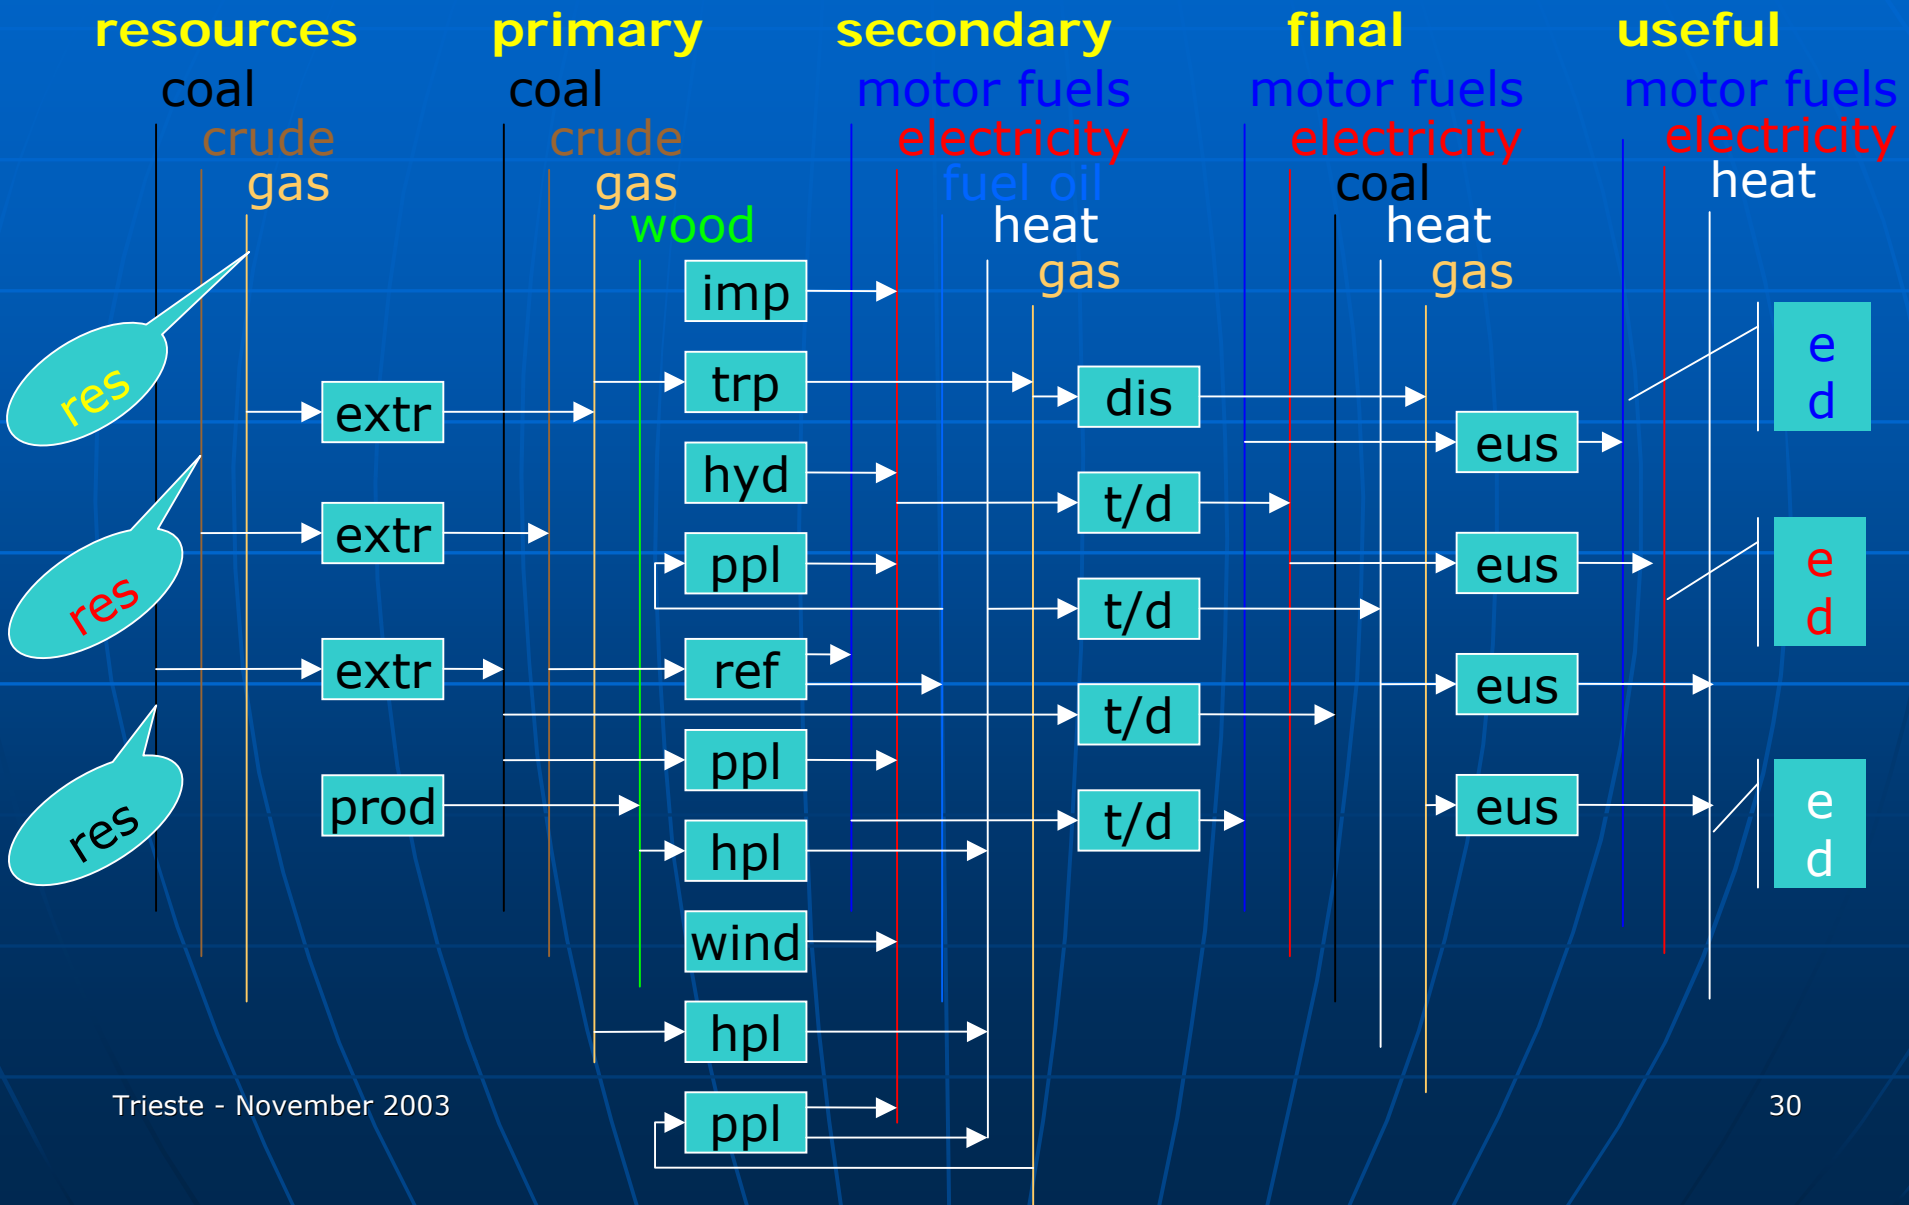 resources primary secondary final useful
coal coal motor fuels motor fuels motor fuels
crude crude electricity electricity electricity
gas gas fuel oil coal heat
wood heat heat
gas gas
imp
res
trp
dis
extr
eus
hyd
t/d
extr
ppl
eus
res
t/d
extr
ref
eus
t/d
ppl
prod
t/d
eus
res
hpl
wind
hpl
ppl
e
d
e
d
e
d
Trieste - November 2003 30